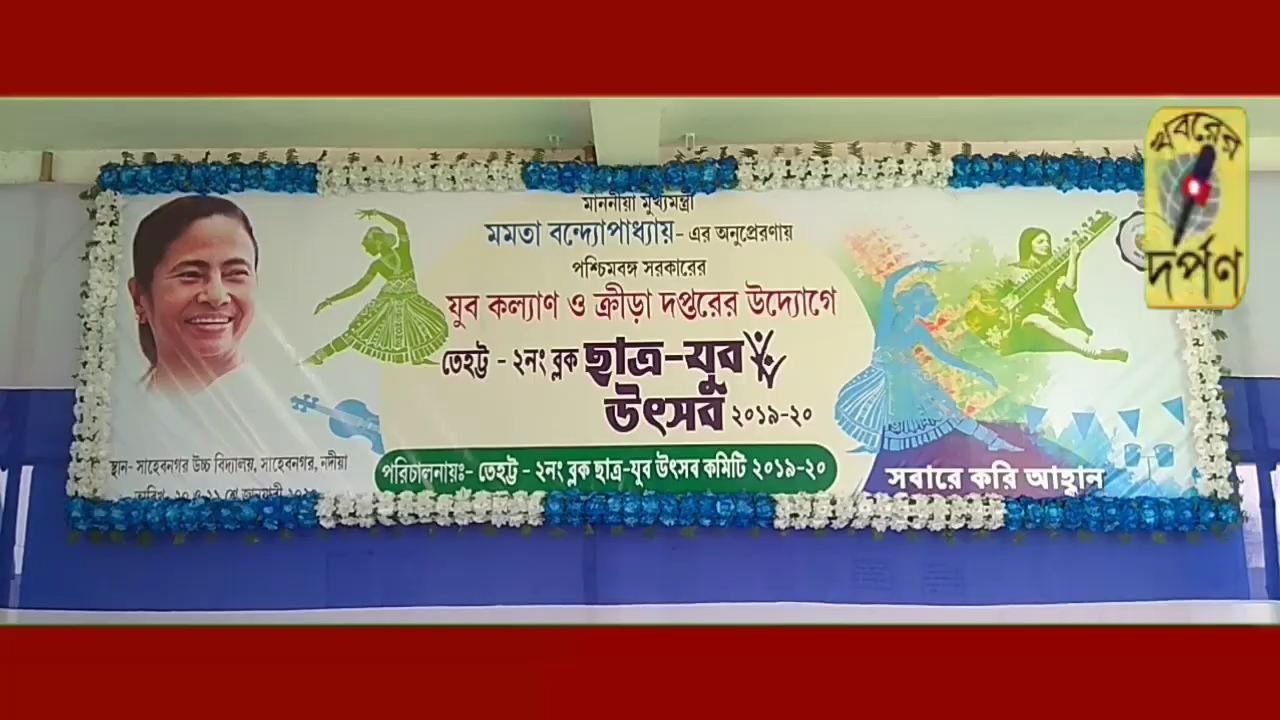 মাননীয়া মুখ্যমন্ত্রী
মমতা বন্দ্যোপাধ্যায়- এর অনুপ্রেরণায়
পশ্চিমবঙ্গ সরকারের
যুব কল্যাণ ও ক্রীড়া দপ্তরের উদ্যোগে
তেহট্ট - ২নং ব্লক ছাত্র-যুব
উৎসব ২০১৯-২০
স্থান- সাহেবনগর উচ্চ বিদ্যালয়, সাহেবনগর, নদীয়া
পরিচালনায়ঃ- তেহট্ট - ২নং ব্লক ছাত্র-যুব উৎসব কমিটি ২০১৯-২০
সবারে করি আহ্বান
খবরের
দর্পণ